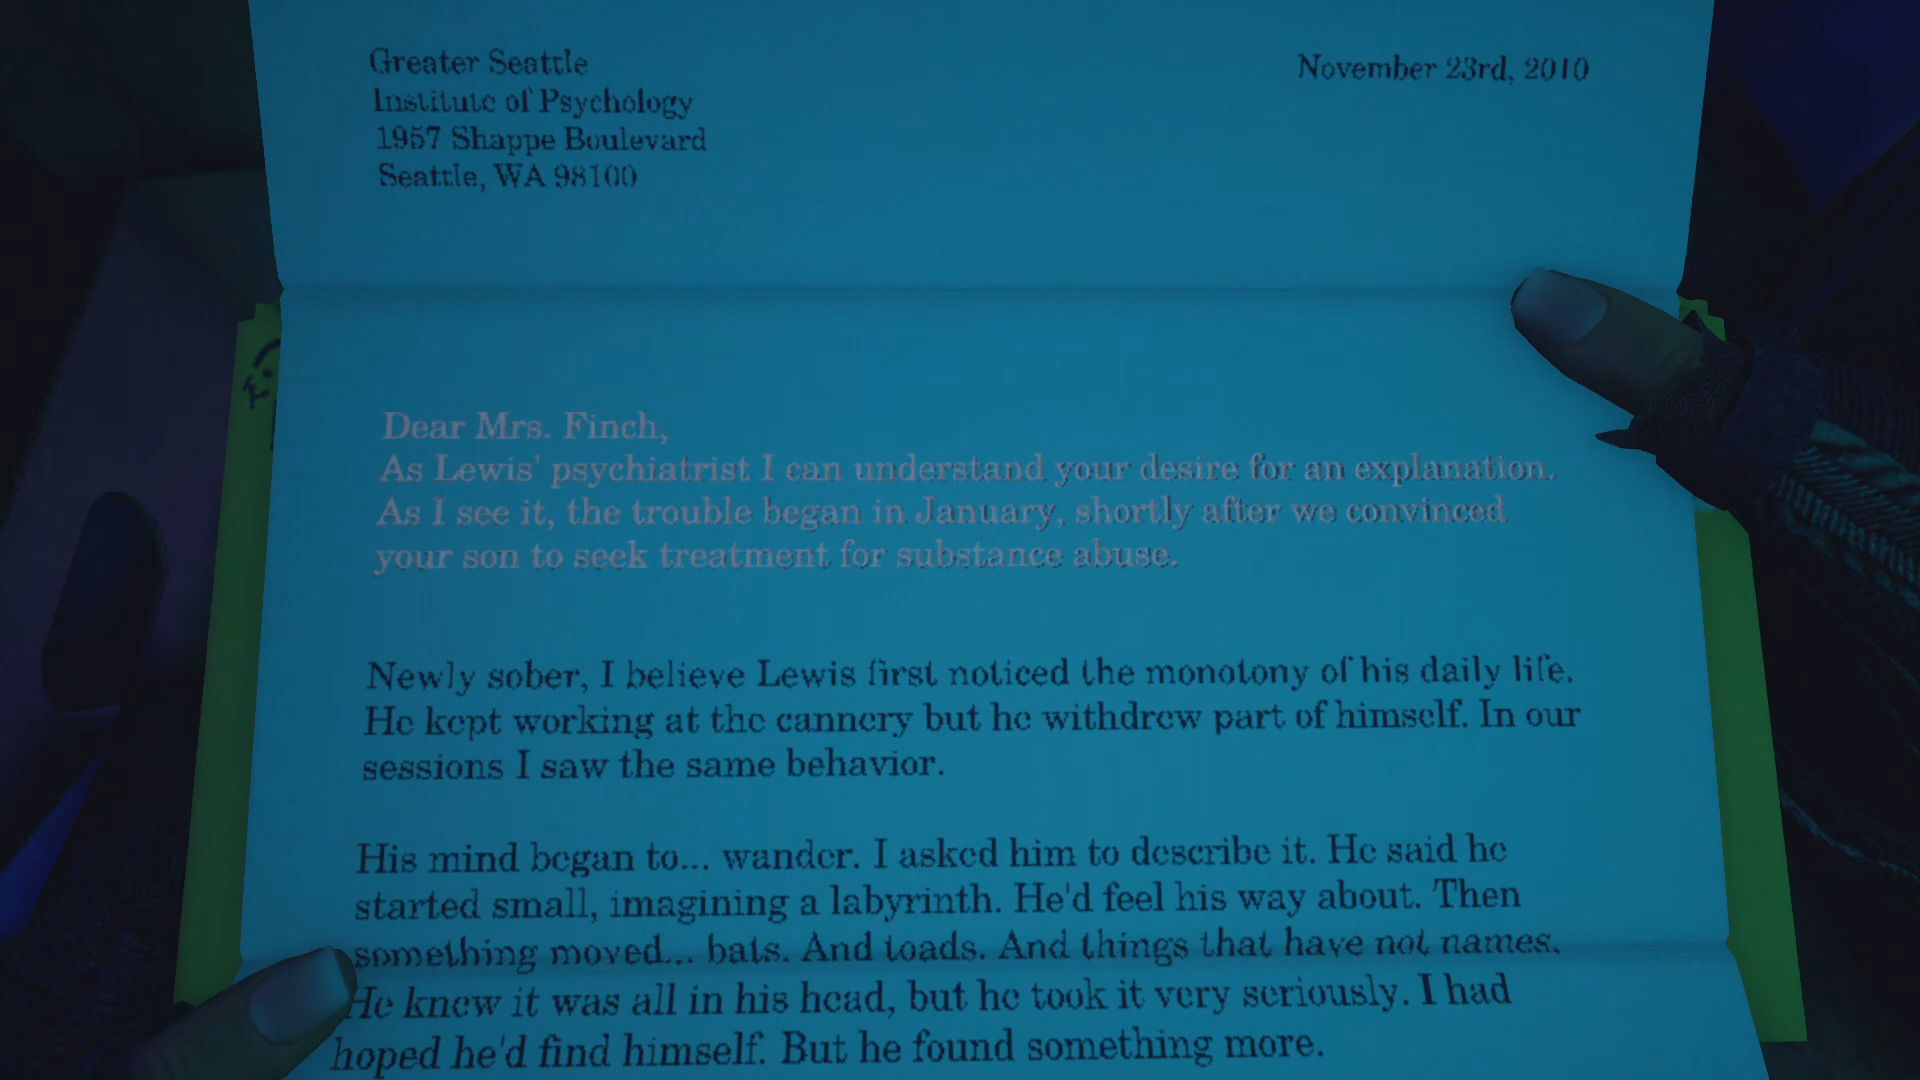 Greater Seattle
Institute of Psychology
1957 Shappe Boulevard
Seattle, WA 98100
November 23rd, 2010
Dear Mrs. Finch,
As Lewis' psychiatrist I can understand your desire for an explanation.
As I see it, the trouble began in January, shortly after we convinced
your son to seek treatment for substance abuse.
Newly sober, I believe Lewis first noticed the monotony of his daily life.
He kept working at the cannery but he withdrew part of himself. In our
sessions I saw the same behavior.
His mind began to... wander. I asked him to describe it. He said he
started small, imagining a labyrinth. He'd feel his way about. Then
something moved... bats. And toads. And things that have not names.
He knew it was all in his head, but he took it very seriously. I had
hoped he'd find himself. But he found something more.